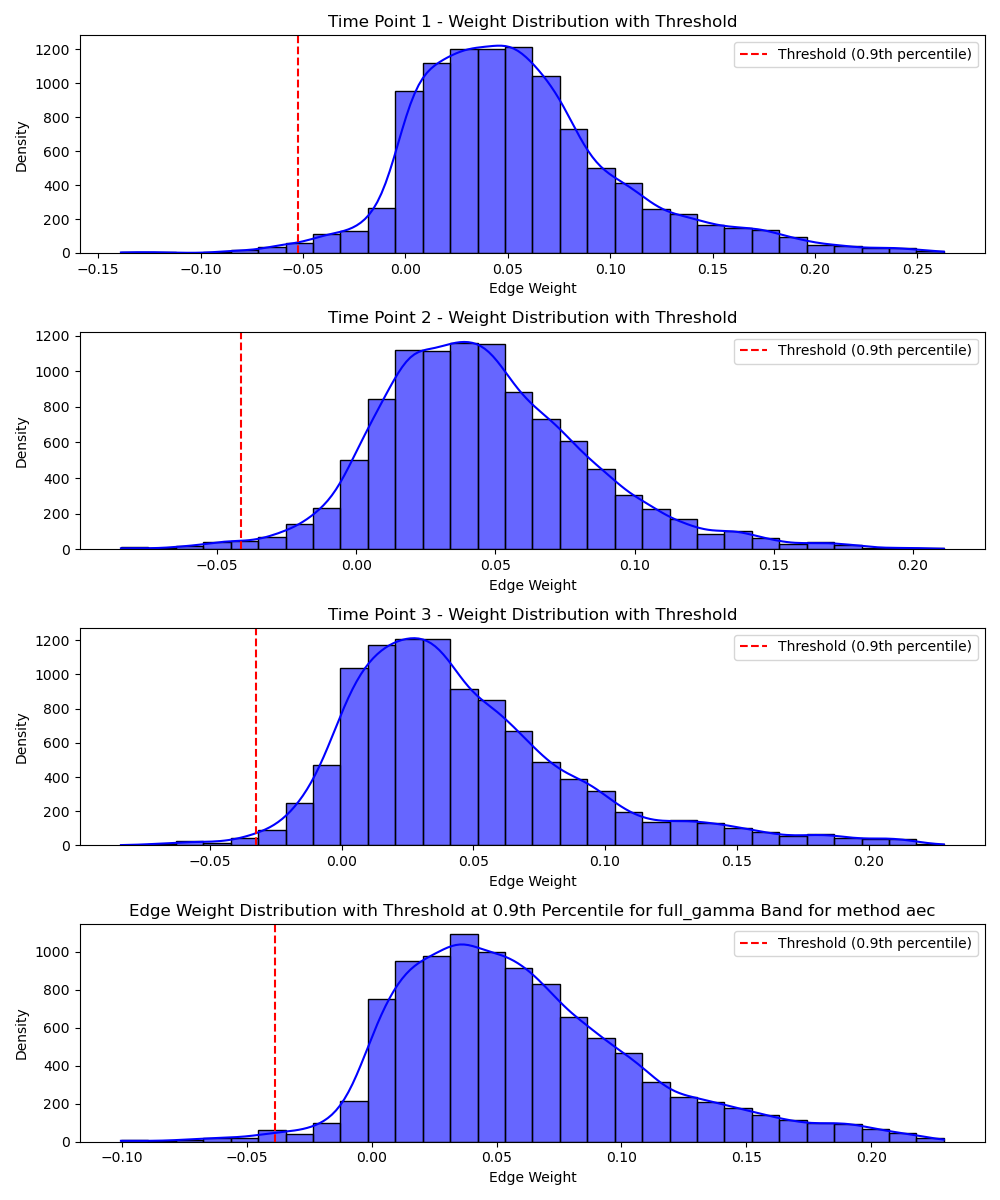 Time Point 1 - Weight Distribution with Threshold
Threshold (0.9th percentile)
Density
1200
1000
800
600
400
200
0
−0.15 −0.10 −0.05 0.00 0.05 0.10 0.15 0.20 0.25
Edge Weight
Time Point 2 - Weight Distribution with Threshold
Threshold (0.9th percentile)
Density
1200
1000
800
600
400
200
0
−0.05 0.00 0.05 0.10 0.15 0.20
Edge Weight
Time Point 3 - Weight Distribution with Threshold
Threshold (0.9th percentile)
Density
1200
1000
800
600
400
200
0
−0.05 0.00 0.05 0.10 0.15 0.20
Edge Weight
Edge Weight Distribution with Threshold at 0.9th Percentile for full_gamma Band for method aec
Threshold (0.9th percentile)
Density
1000
800
600
400
200
0
−0.10 −0.05 0.00 0.05 0.10 0.15 0.20
Edge Weight